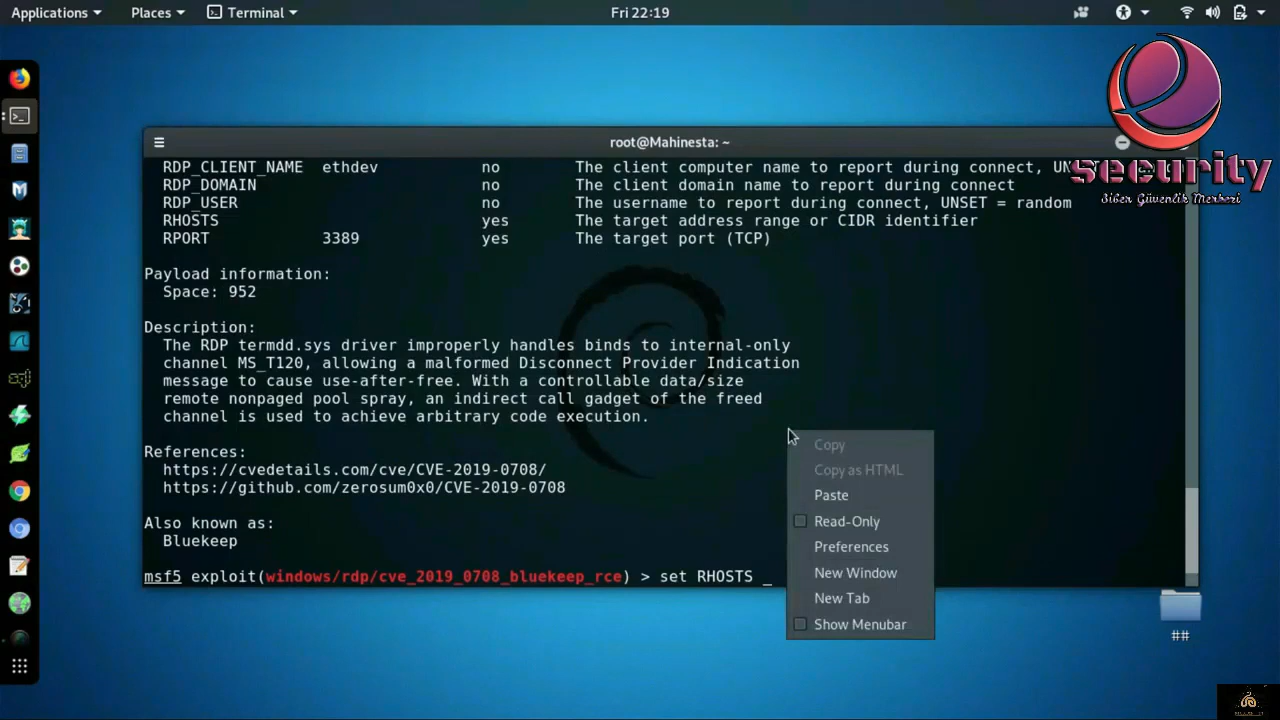 Applications Places Terminal Fri 22:19
security
Siber Güvenlik Merkezi
root@Mahinesta: ~
RDP_CLIENT_NAME ethdev no The client computer name to report during connect,
RDP_DOMAIN no The client domain name to report during connect
RDP_USER no The username to report during connect, UNSET = random
RHOSTS yes The target address range or CIDR identifier
RPORT 3389 yes The target port (TCP)
Payload information:
Space: 952
Description:
The RDP termdd.sys driver improperly handles binds to internal-only
channel MS_T120, allowing a malformed Disconnect Provider Indication
message to cause use-after-free. With a controllable data/size
remote nonpaged pool spray, an indirect call gadget of the freed
channel is used to achieve arbitrary code execution.
References:
https://cvedetails.com/cve/CVE-2019-0708/
https://github.com/zerosum0x0/CVE-2019-0708
Also known as:
Bluekeep
msf5 exploit(windows/rdp/cve_2019_0708_bluekeep_rce) > set RHOSTS _
Copy
Copy as HTML
Paste
Read-Only
Preferences
New Window
New Tab
Show Menubar
##